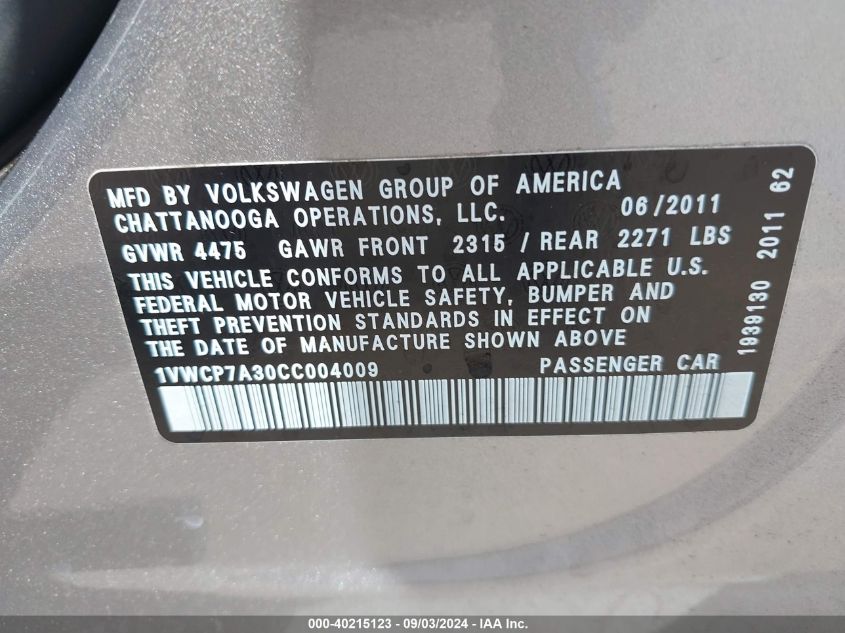 MFD BY VOLKSWAGEN GROUP OF AMERICA
CHATTANOOGA OPERATIONS, LLC. 06/2011
GVWR 4475 GAWR FRONT 2315 / REAR 2271 LBS
THIS VEHICLE CONFORMS TO ALL APPLICABLE U.S.
FEDERAL MOTOR VEHICLE SAFETY, BUMPER AND
THEFT PREVENTION STANDARDS IN EFFECT ON
THE DATE OF MANUFACTURE SHOWN ABOVE
1VWCP7A30CC004009 PASSENGER CAR
1939130 2011 62
000-40215123 - 09/03/2024 - IAA Inc.